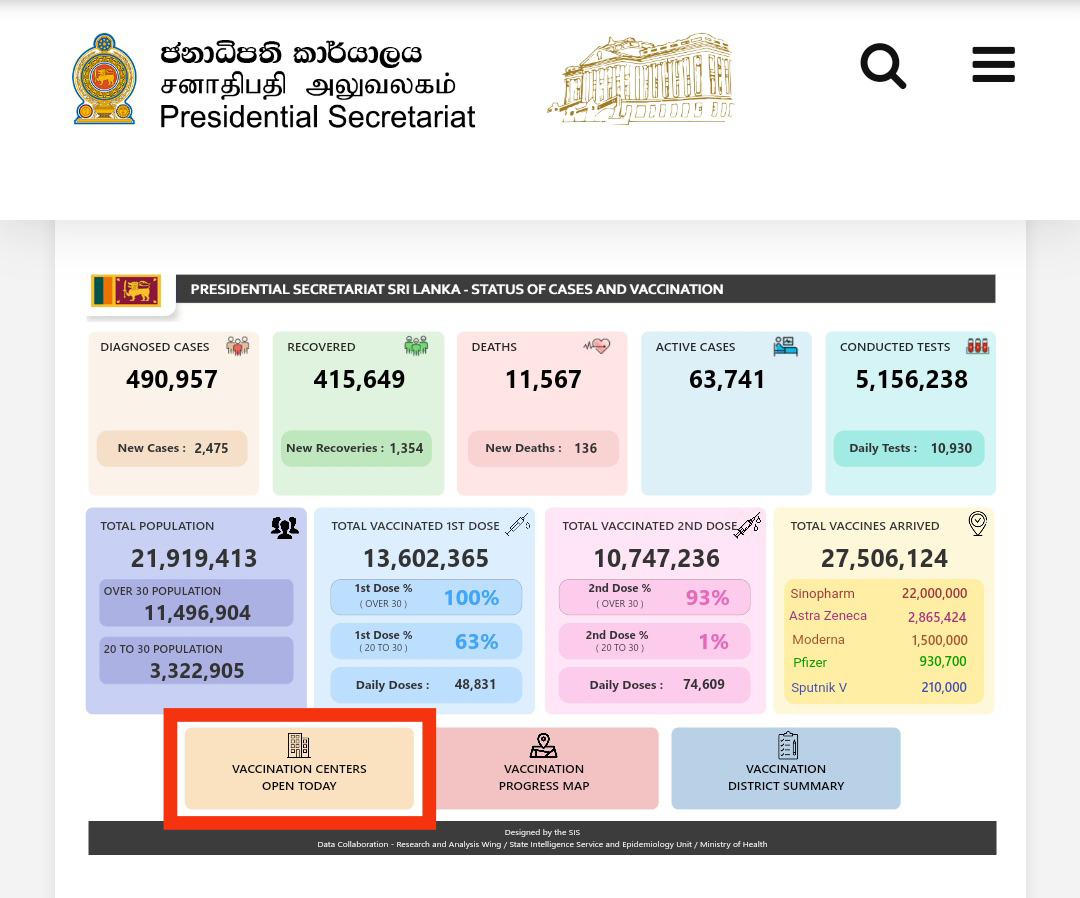 ජනාධිපති කාර්යාලය
சனாதிபதி அலுவலகம்
Presidential Secretariat
PRESIDENTIAL SECRETARIAT SRI LANKA - STATUS OF CASES AND VACCINATION
DIAGNOSED CASES
490,957
New Cases : 2,475
RECOVERED
415,649
New Recoveries : 1,354
DEATHS
11,567
New Deaths : 136
ACTIVE CASES
63,741
CONDUCTED TESTS
5,156,238
Daily Tests : 10,930
TOTAL POPULATION
21,919,413
OVER 30 POPULATION
11,496,904
20 TO 30 POPULATION
3,322,905
TOTAL VACCINATED 1ST DOSE
13,602,365
1st Dose % 100%
( OVER 30 )
1st Dose % 63%
( 20 TO 30 )
Daily Doses : 48,831
TOTAL VACCINATED 2ND DOSE
10,747,236
2nd Dose % 93%
( OVER 30 )
2nd Dose % 1%
( 20 TO 30 )
Daily Doses : 74,609
TOTAL VACCINES ARRIVED
27,506,124
Sinopharm 22,000,000
Astra Zeneca 2,865,424
Moderna 1,500,000
Pfizer 930,700
Sputnik V 210,000
VACCINATION CENTERS
OPEN TODAY
VACCINATION
PROGRESS MAP
VACCINATION
DISTRICT SUMMARY
Designed by the SIS
Data Collaboration - Research and Analysis Wing / State Intelligence Service and Epidemiology Unit / Ministry of Health